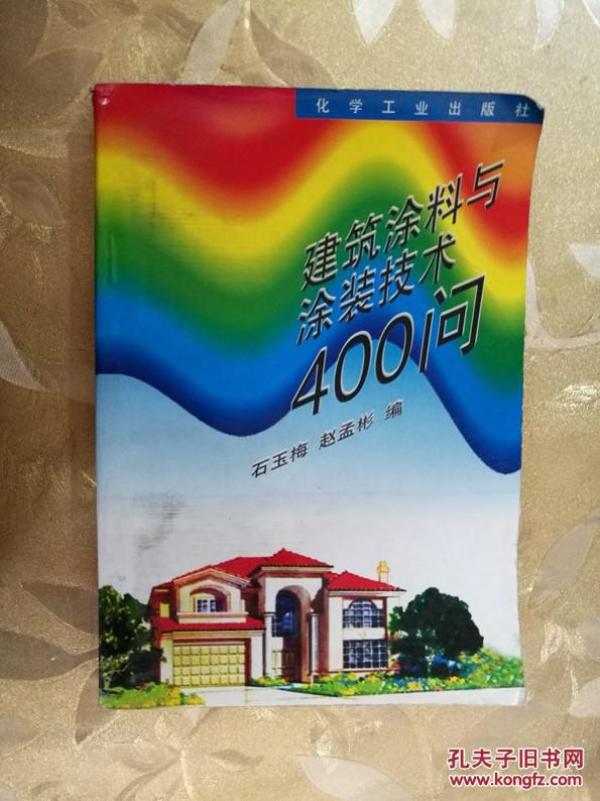 化学工业出版社
建筑涂料与
涂装技术
400问
石玉梅 赵孟彬 编
孔夫子旧书网
www.kongfz.com